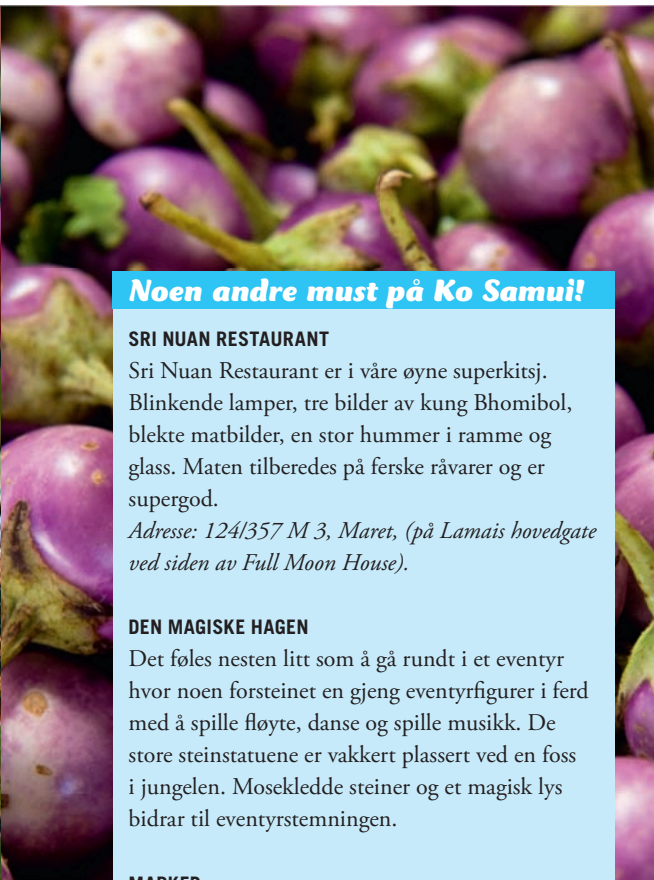 Noen andre must på Ko Samui!
SRI NUAN RESTAURANT
Sri Nuan Restaurant er i våre øyne superkitsj.
Blinkende lamper, tre bilder av kung Bhomibol,
blekte matbilder, en stor hummer i ramme og
glass. Maten tilberedes på ferske råvarer og er
supergod.
Adresse: 124/357 M 3, Maret, (på Lamais hovedgate
ved siden av Full Moon House).
DEN MAGISKE HAGEN
Det føles nesten litt som å gå rundt i et eventyr
hvor noen forsteinet en gjeng eventyrfigurer i ferd
med å spille fløyte, danse og spille musikk. De
store steinstatuene er vakkert plassert ved en foss
i jungelen. Mosekledde steiner og et magisk lys
bidrar til eventyrstemningen.